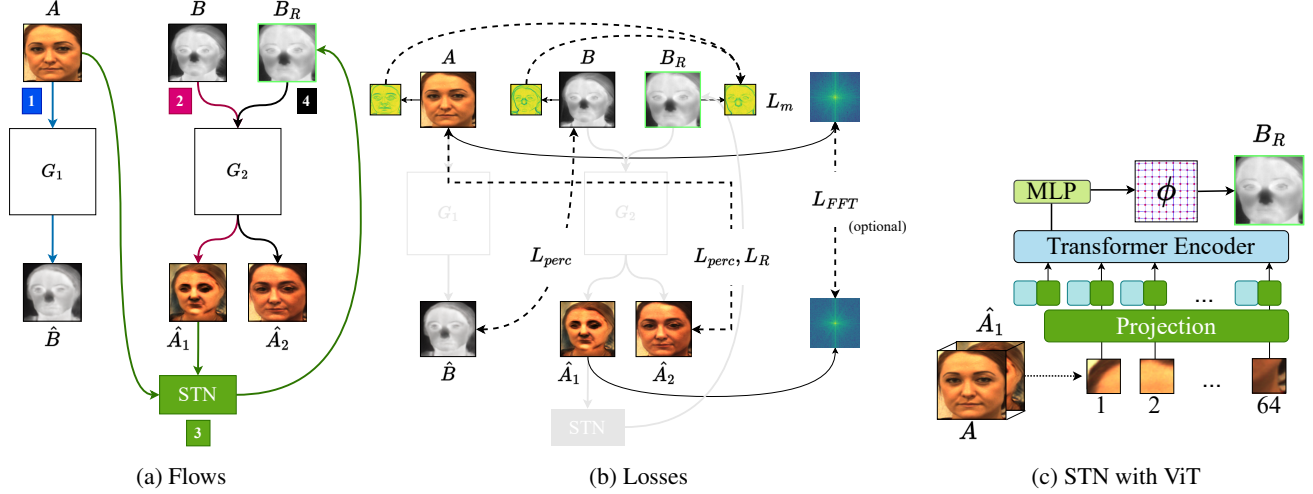 A
B
B_R
1
2
4
G_1
G_2
B̂
Â_1
Â_2
STN
3
(a) Flows
A
B
B_R
L_m
G_1
G_2
L_FFT
(optional)
L_perc
L_perc, L_R
B̂
Â_1
Â_2
STN
(b) Losses
B_R
MLP
ϕ
Transformer Encoder
...
Projection
Â_1
A
1
2
...
64
(c) STN with ViT